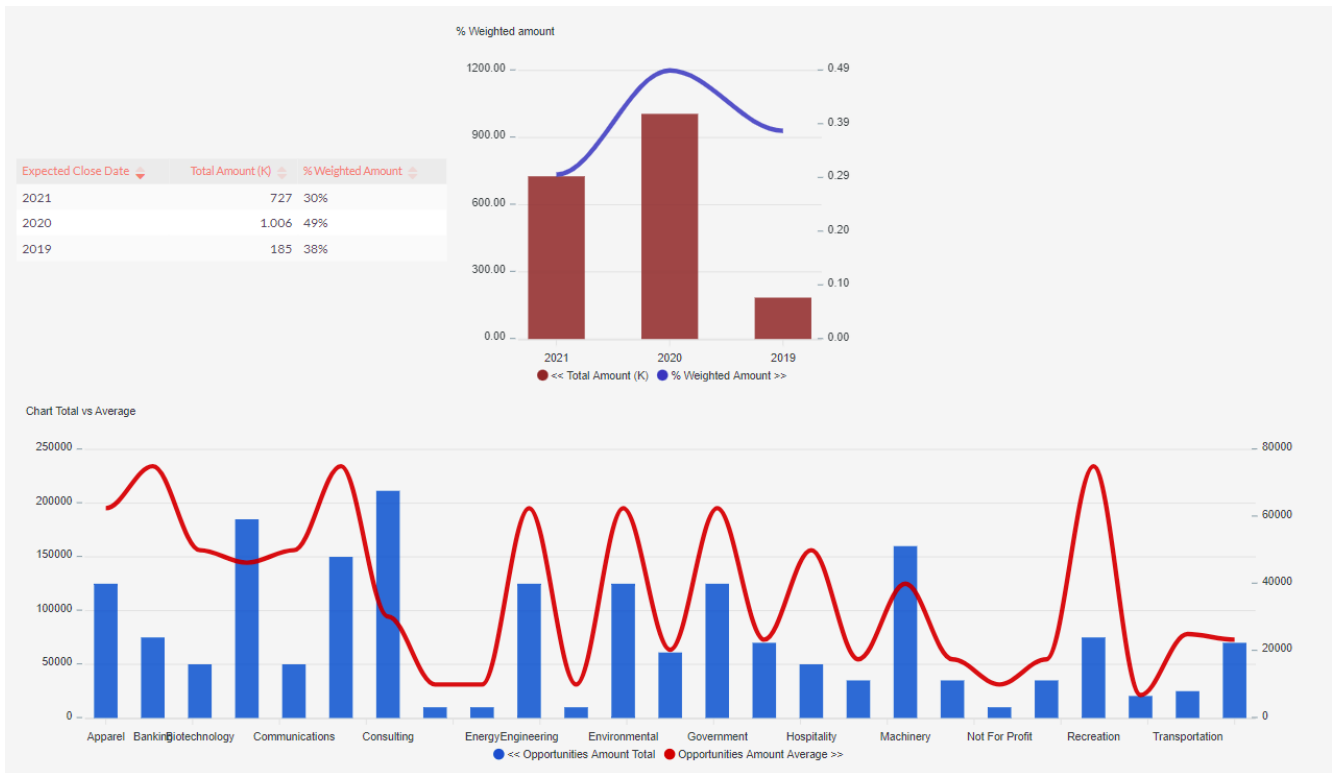 % Weighted amount
1200.00
900.00
600.00
300.00
0.00
0.49
0.39
0.29
0.20
0.10
0.00
2021 2020 2019
<< Total Amount (K) % Weighted Amount >>
Expected Close Date Total Amount (K) % Weighted Amount
2021 727 30%
2020 1.006 49%
2019 185 38%
Chart Total vs Average
250000
200000
150000
100000
50000
0
80000
60000
40000
20000
0
Apparel Banking Biotechnology Communications Consulting Energy Engineering Environmental Government Hospitality Machinery Not For Profit Recreation Transportation
<< Opportunities Amount Total Opportunities Amount Average >>